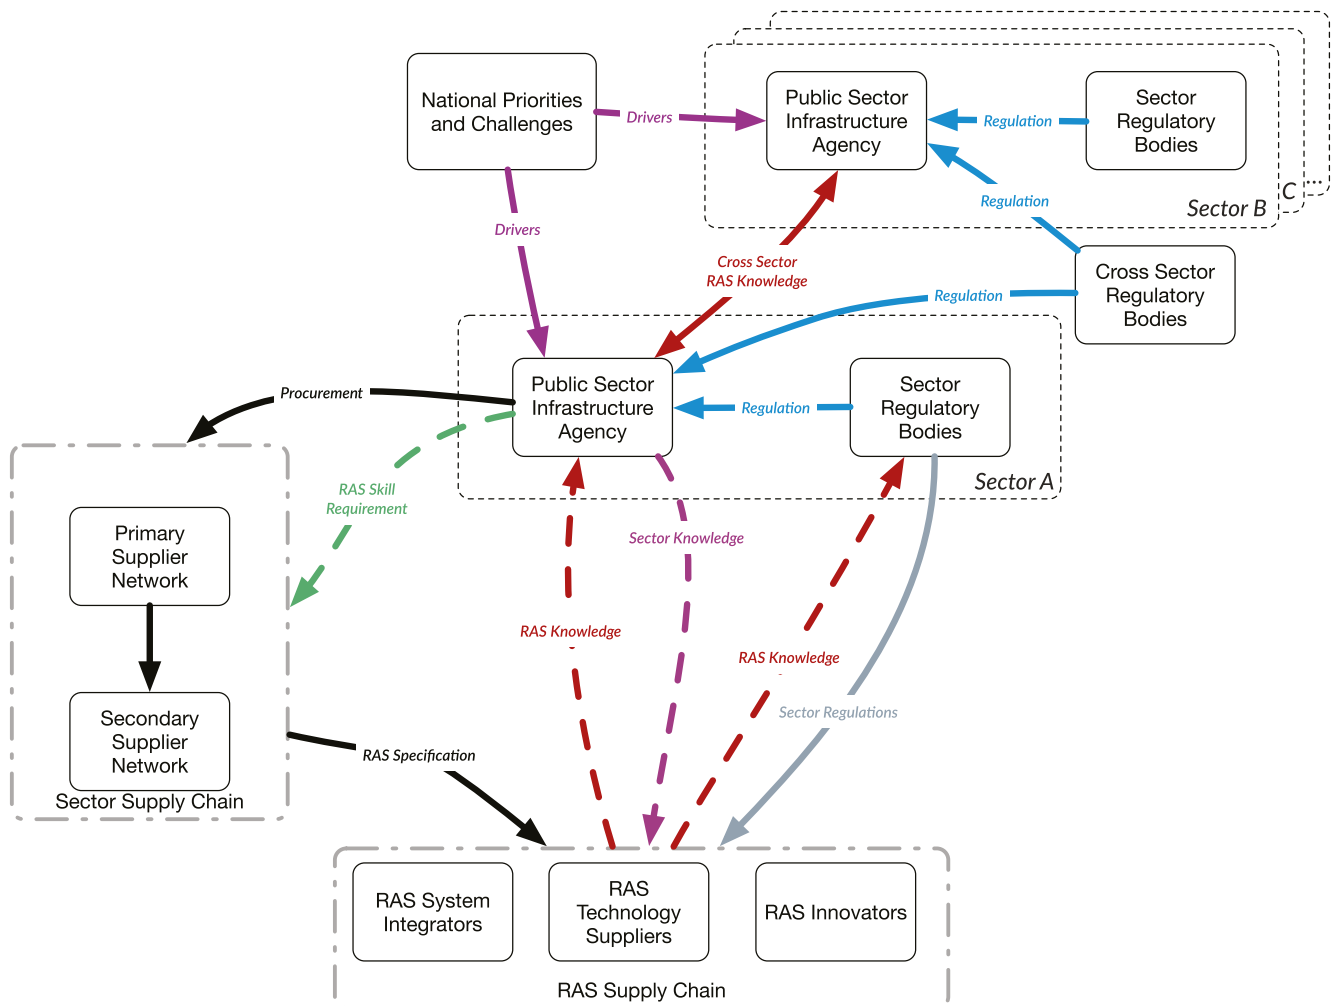 National Priorities
and Challenges
Drivers
Public Sector
Infrastructure
Agency
Regulation
Sector
Regulatory
Bodies
Sector B
C
...
Regulation
Drivers
Cross Sector
RAS Knowledge
Regulation
Cross Sector
Regulatory
Bodies
Public Sector
Infrastructure
Agency
Regulation
Sector
Regulatory
Bodies
Sector A
Procurement
RAS Skill
Requirement
Primary
Supplier
Network
Secondary
Supplier
Network
Sector Supply Chain
Sector Knowledge
RAS Knowledge
RAS Knowledge
Sector Regulations
RAS Specification
RAS System
Integrators
RAS
Technology
Suppliers
RAS Innovators
RAS Supply Chain